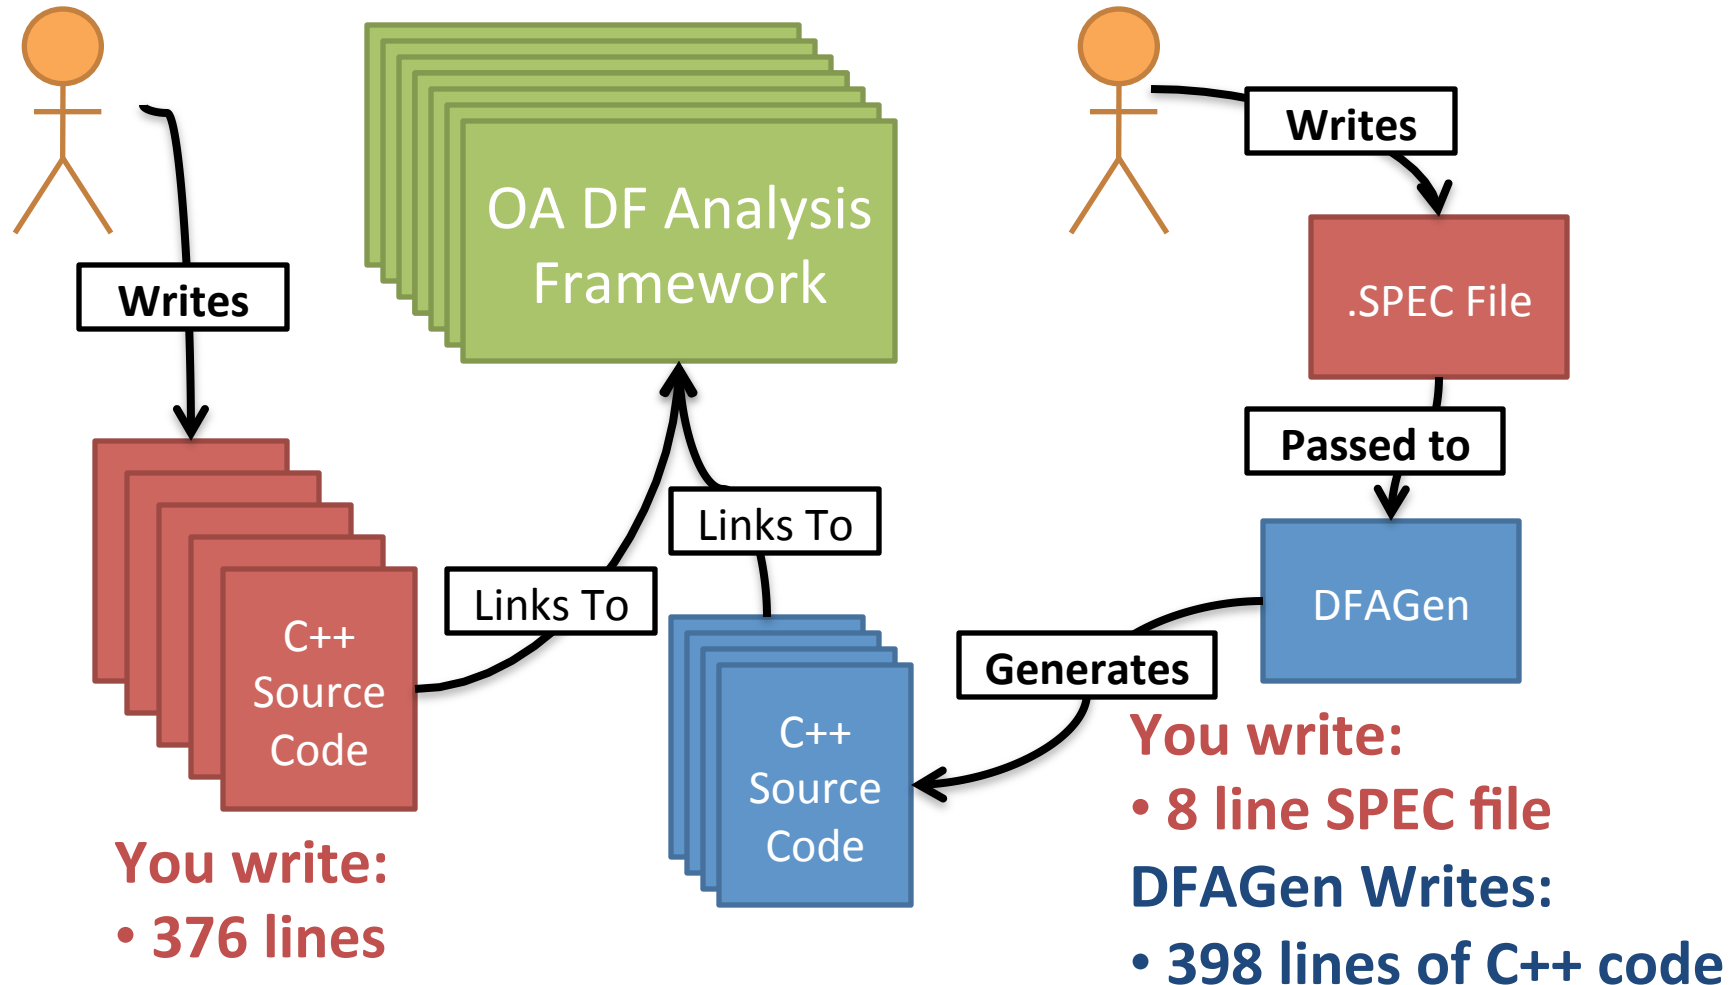 OA DF Analysis
Framework
Writes
Writes
.SPEC File
Passed to
Links To
Links To
DFAGen
Generates
C++
Source
Code
C++
Source
Code
You write:
• 376 lines
You write:
• 8 line SPEC file
DFAGen Writes:
• 398 lines of C++ code